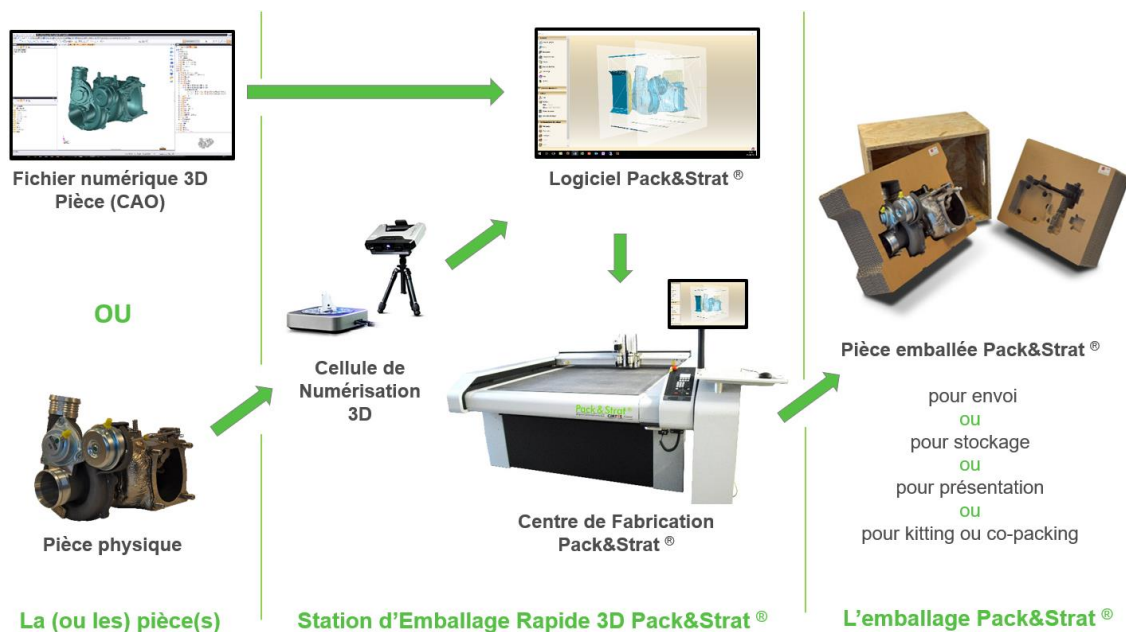 Fichier numérique 3D
Pièce (CAO)
OU
Pièce physique
La (ou les) pièce(s)
Logiciel Pack&Strat ®
Cellule de
Numérisation
3D
Pack&Strat®
Centre de Fabrication
Pack&Strat ®
Station d’Emballage Rapide 3D Pack&Strat ®
Pièce emballée Pack&Strat ®
pour envoi
ou
pour stockage
ou
pour présentation
ou
pour kitting ou co-packing
L’emballage Pack&Strat ®